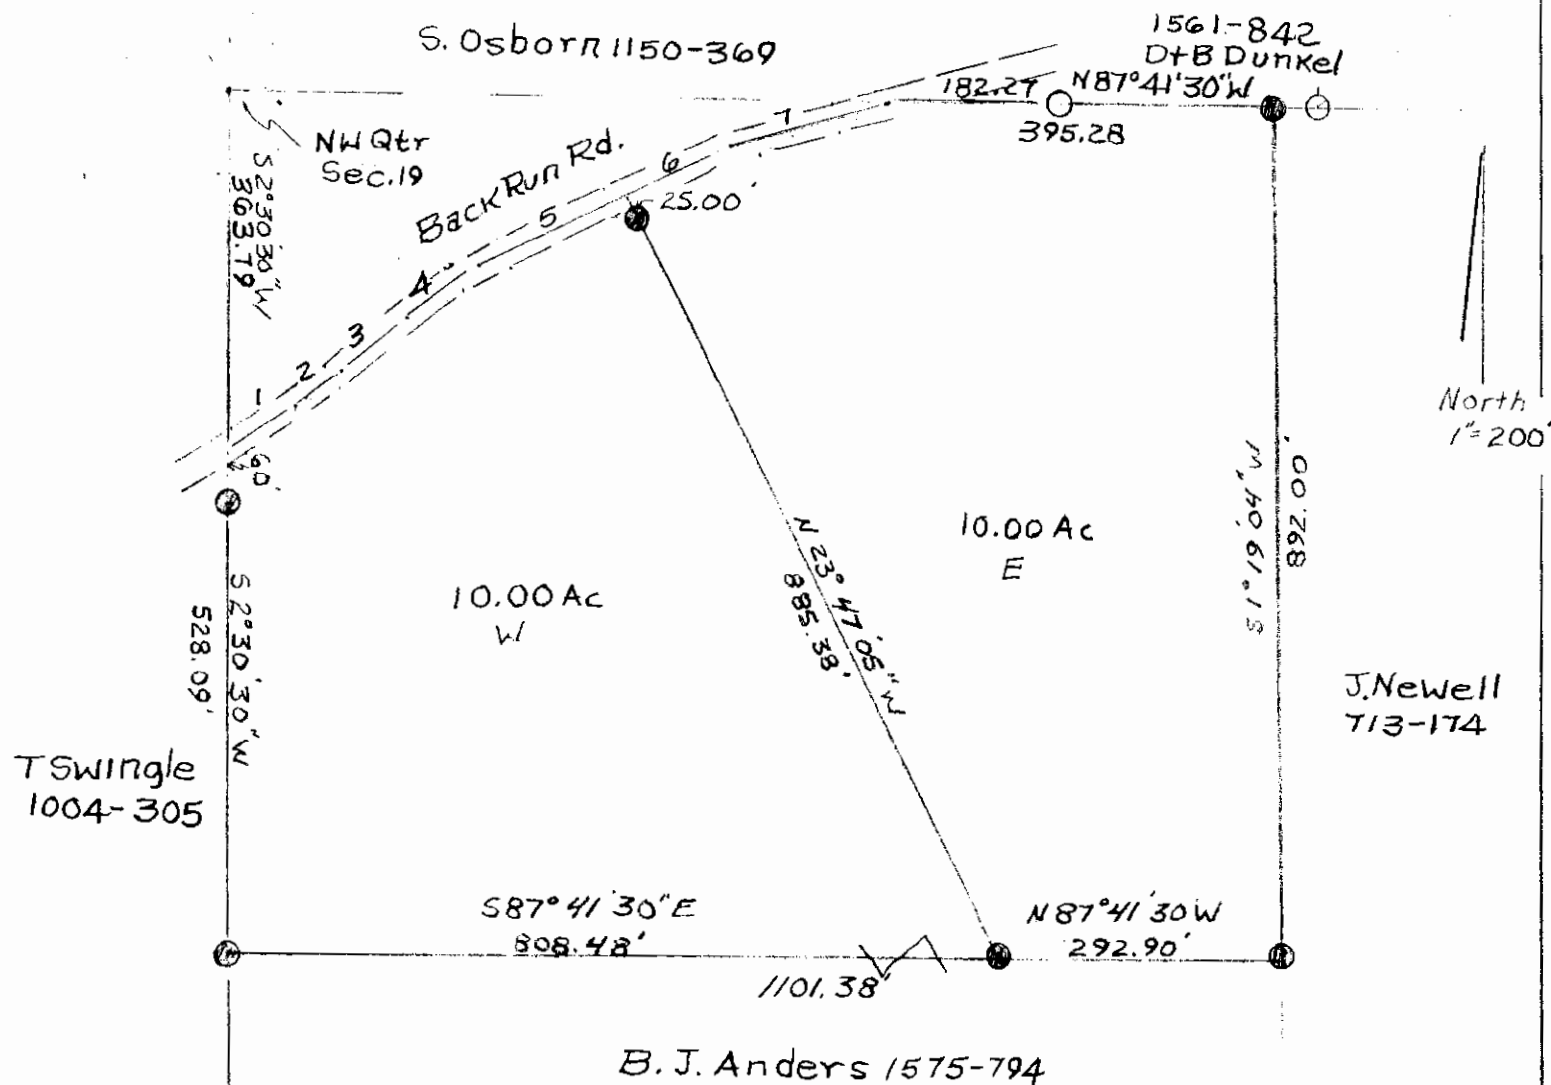 S. Osborn 1150-369
1561-842
D+B Dunkel
182.27
N87°41'30"W
395.28
NW Qtr
Sec.19
S2°30'30"W
363.79
Back Run Rd.
1
2
3
4
5
6
7
25.00'
60'
North
1"=200'
10.00 Ac
W
10.00 Ac
E
N 23°47'05"W
885.38'
S1°19'04"W
892.00'
S2°30'30"W
528.09'
T Swingle
1004-305
J. Newell
713-174
S87°41'30"E
808.48'
N87°41'30W
292.90'
1101.38'
B. J. Anders 1575-794